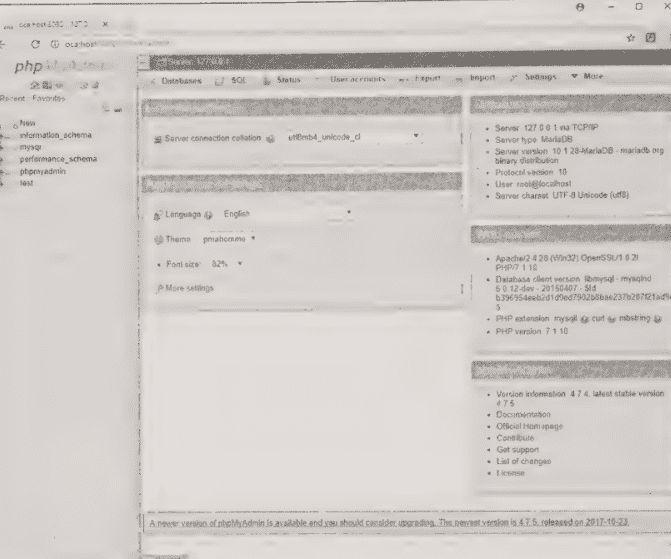 php
Recent Favorites
New
information_schema
mysql
performance_schema
phpmyadmin
test
Server: 127.0.0.1
Databases SQL Status User accounts Export Import Settings More
Server connection collation utf8mb4_unicode_ci
Language English
Theme pmahomme
Font size: 82%
More settings
Server 127.0.0.1 via TCP/IP
Server type MariaDB
Server version 10.1.28-MariaDB - mariadb.org
binary distribution
Protocol version 10
User root@localhost
Server charset UTF-8 Unicode (utf8)
Apache/2.4.28 (Win32) OpenSSL/1.0.2l
PHP/7.1.10
Database client version libmysql - mysqlnd
5.0.12-dev - 20150407 - $Id
PHP extension mysqli curl mbstring
PHP version 7.1.10
Version information 4.7.4, latest stable version
4.7.5
Documentation
Official Homepage
Contribute
Get support
List of changes
License
A newer version of phpMyAdmin is available and you should consider upgrading. The newest version is 4.7.5, released on 2017-10-23.